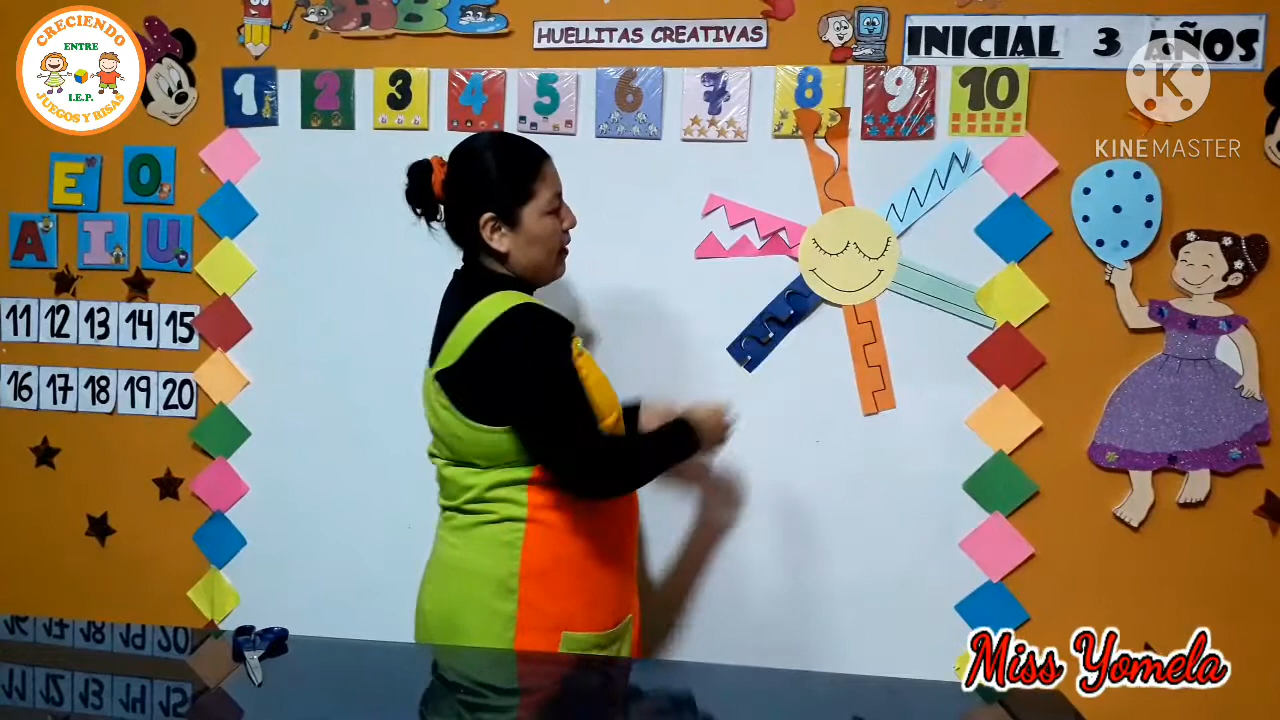 CRECIENDO
ENTRE
I.E.P.
JUEGOS Y RISAS
ABC
HUELLITAS CREATIVAS
INICIAL 3 AÑOS
K
KINEMASTER
1 2 3 4 5 6 7 8 9 10
E O
A I U
11 12 13 14 15
16 17 18 19 20
Miss Yomela